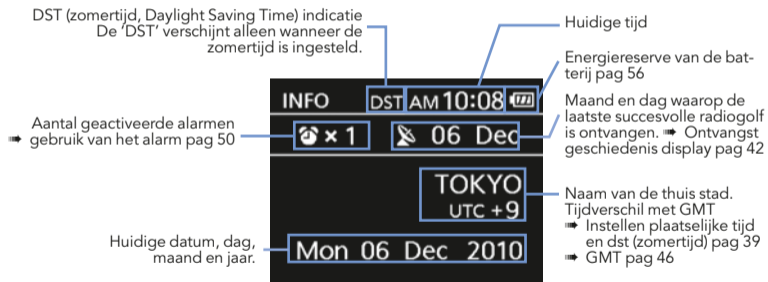 DST (zomertijd, Daylight Saving Time) indicatie
De ‘DST’ verschijnt alleen wanneer de
zomertijd is ingesteld.
Huidige tijd
Energiereserve van de bat-
terij pag 56
INFO DST AM 10:08
Maand en dag waarop de
laatste succesvolle radiogolf
is ontvangen. ➠ Ontvangst
geschiedenis display pag 42
Aantal geactiveerde alarmen
➠ gebruik van het alarm pag 50
× 1 06 Dec
TOKYO
UTC +9
Naam van de thuis stad.
Tijdverschil met GMT
➠ Instellen plaatselijke tijd
en dst (zomertijd) pag 39
➠ GMT pag 46
Huidige datum, dag,
maand en jaar.
Mon 06 Dec 2010